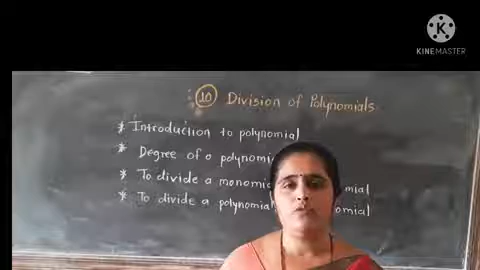 KINEMASTER
10 Division of Polynomials
* Introduction to polynomial
* Degree of a
* To divide a
* To divide a